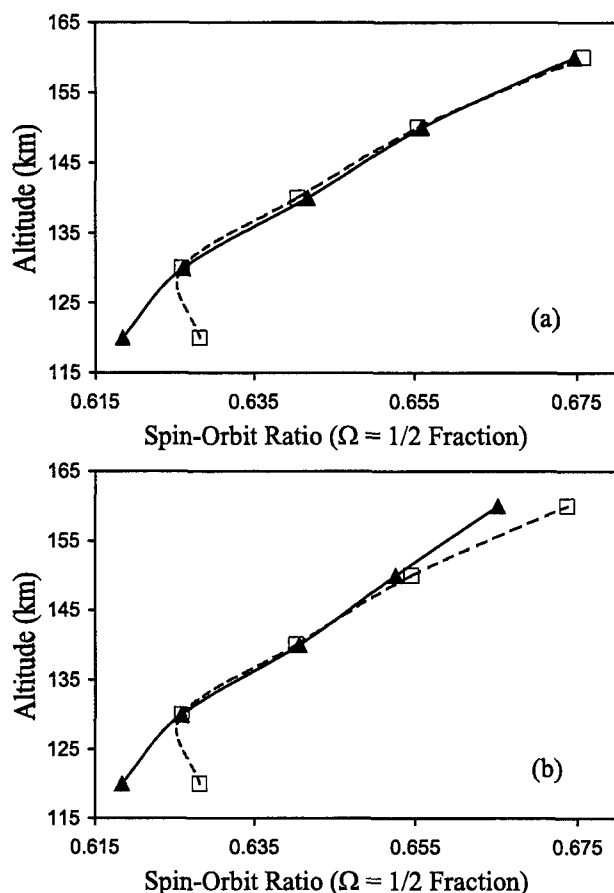 165
155
145
135
125
115
Altitude (km)
(a)
0.615 0.635 0.655 0.675
Spin-Orbit Ratio (Ω = 1/2 Fraction)
165
155
145
135
125
115
Altitude (km)
(b)
0.615 0.635 0.655 0.675
Spin-Orbit Ratio (Ω = 1/2 Fraction)